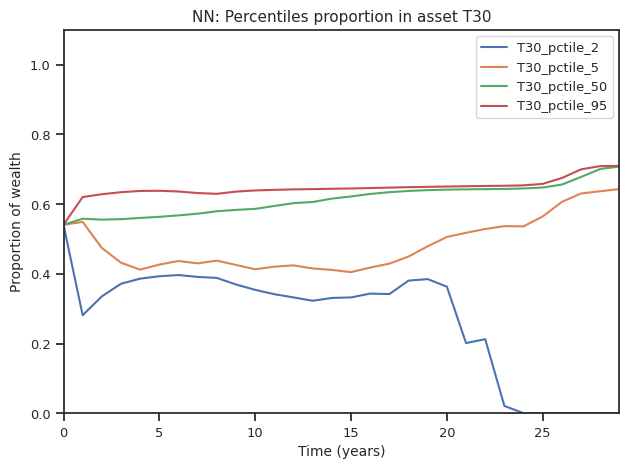 NN: Percentiles proportion in asset T30
T30_pctile_2
T30_pctile_5
T30_pctile_50
T30_pctile_95
Proportion of wealth
1.0
0.8
0.6
0.4
0.2
0.0
0 5 10 15 20 25
Time (years)